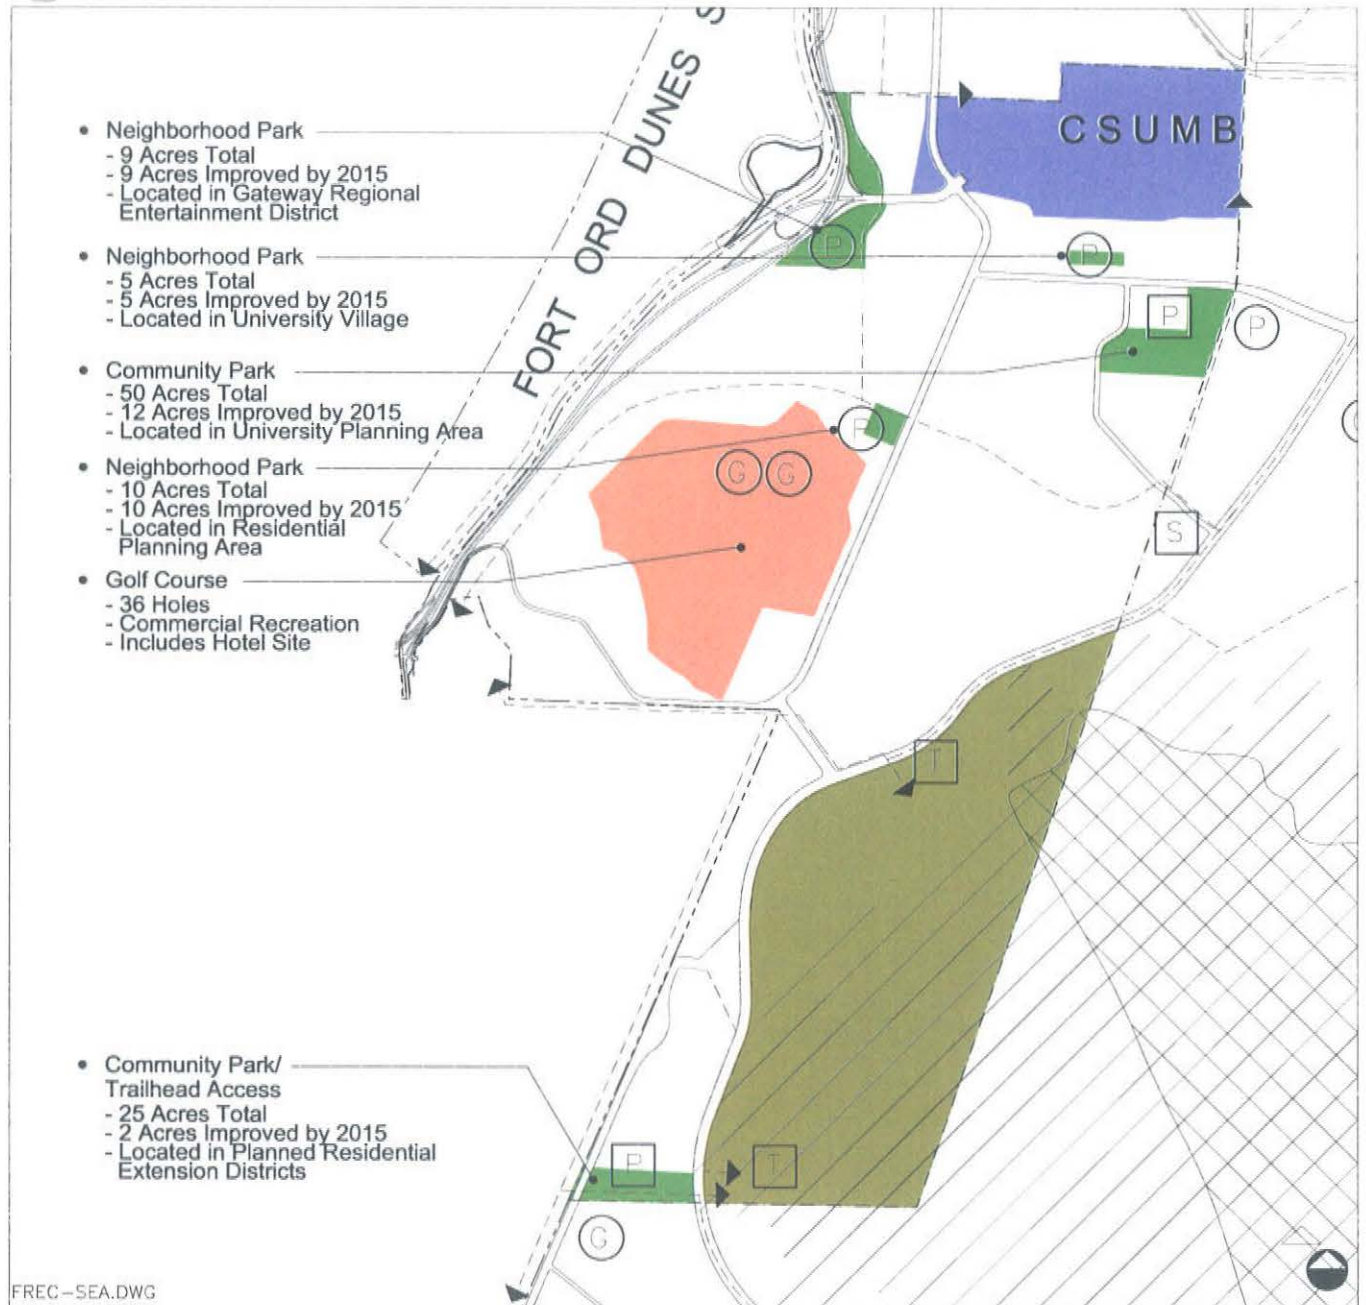 FORT ORD DUNES S
CSUMB
• Neighborhood Park
- 9 Acres Total
- 9 Acres Improved by 2015
- Located in Gateway Regional
Entertainment District
• Neighborhood Park
- 5 Acres Total
- 5 Acres Improved by 2015
- Located in University Village
• Community Park
- 50 Acres Total
- 12 Acres Improved by 2015
- Located in University Planning Area
• Neighborhood Park
- 10 Acres Total
- 10 Acres Improved by 2015
- Located in Residential
Planning Area
• Golf Course
- 36 Holes
- Commercial Recreation
- Includes Hotel Site
• Community Park/
Trailhead Access
- 25 Acres Total
- 2 Acres Improved by 2015
- Located in Planned Residential
Extension Districts
P
P
P
P
P
G G
S
T
P
T
G
FREC-SEA.DWG